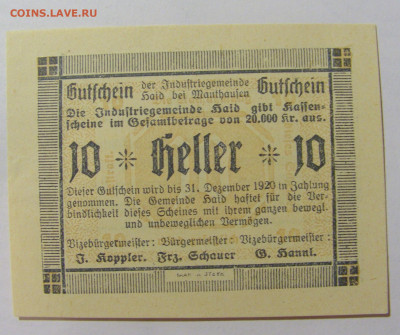 COINS.LAVE.RU
Gutschein der Industriegemeinde Haid bei Mauthausen Gutschein
Die Industriegemeinde Haid gibt Kassen-
scheine im Gesamtbetrage von 20.000 Kr. aus.
10 * Heller * 10
Dieser Gutschein wird bis 31. Dezember 1920 in Zahlung
genommen. Die Gemeinde Haid haftet für die Ver-
bindlichkeit dieses Scheines mit ihrem ganzen bewegl.
und unbeweglichen Vermögen.
Vizebürgermeister: Bürgermeister: Vizebürgermeister:
J. Koppler. Frz. Schauer G. Hannl.